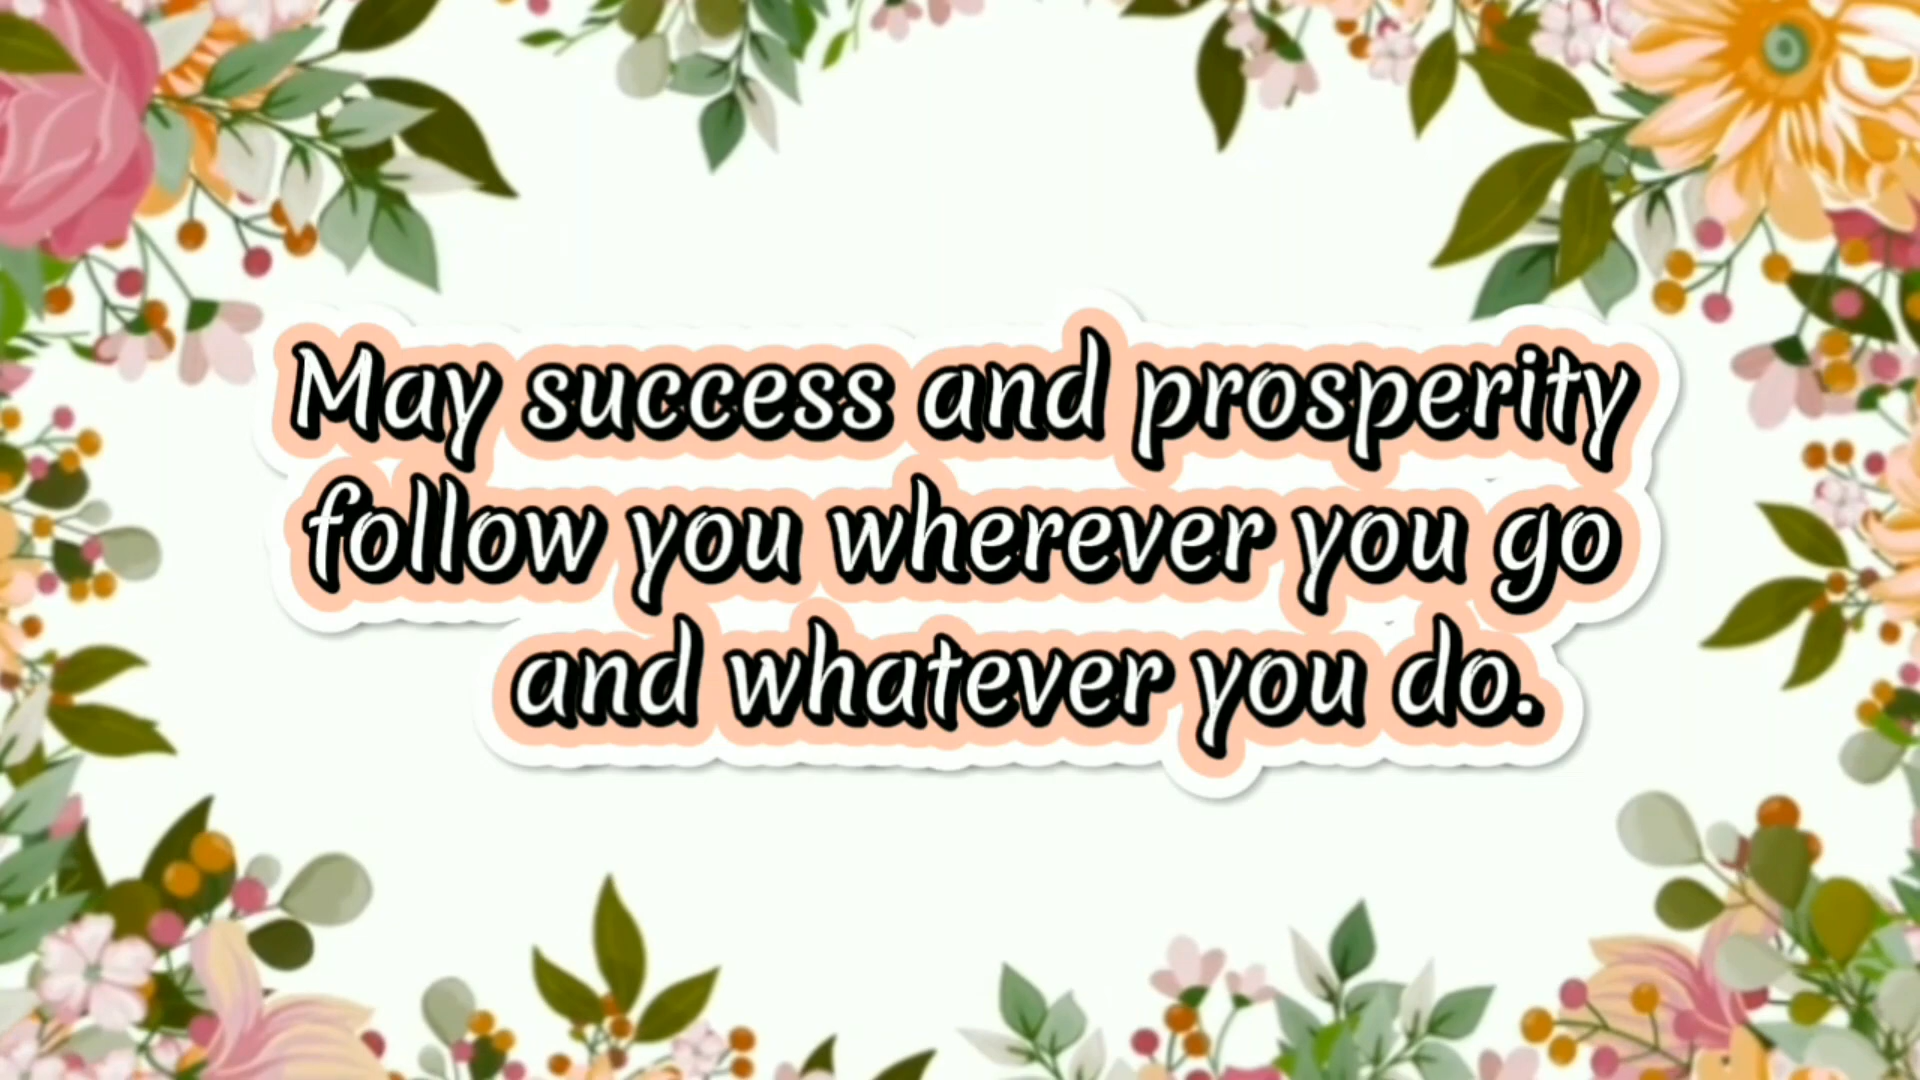 May success and prosperity
follow you wherever you go
and whatever you do.